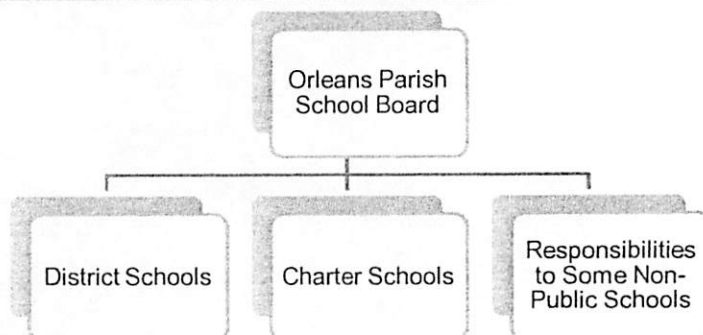 Orleans Parish
School Board
District Schools
Charter Schools
Responsibilities
to Some Non-
Public Schools